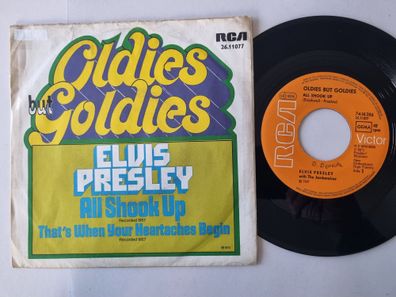 Oldies
but
Goldies
RCA
26.11077
ELVIS
PRESLEY
All Shook Up
Recorded 1957
That's When Your Heartaches Begin
Recorded 1957
RCA
Victor
OLDIES BUT GOLDIES
ALL SHOOK UP
GEMA
ELVIS PRESLEY
with The Jordanaires